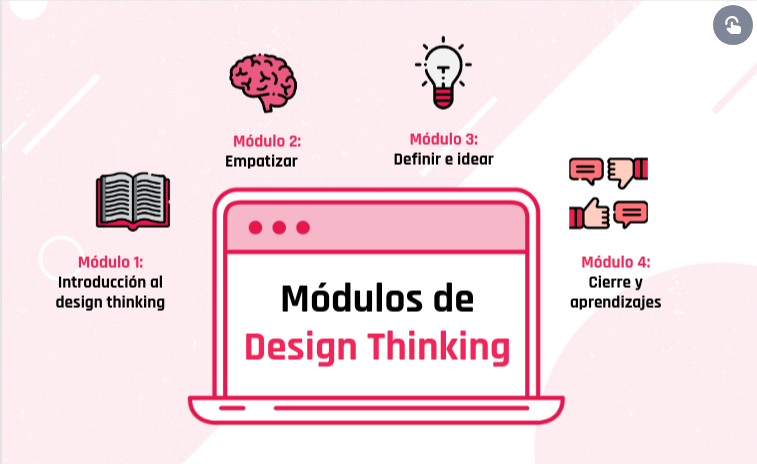 Módulo 1:
Introducción al
design thinking
Módulo 2:
Empatizar
Módulo 3:
Definir e idear
Módulo 4:
Cierre y
aprendizajes
Módulos de
Design Thinking